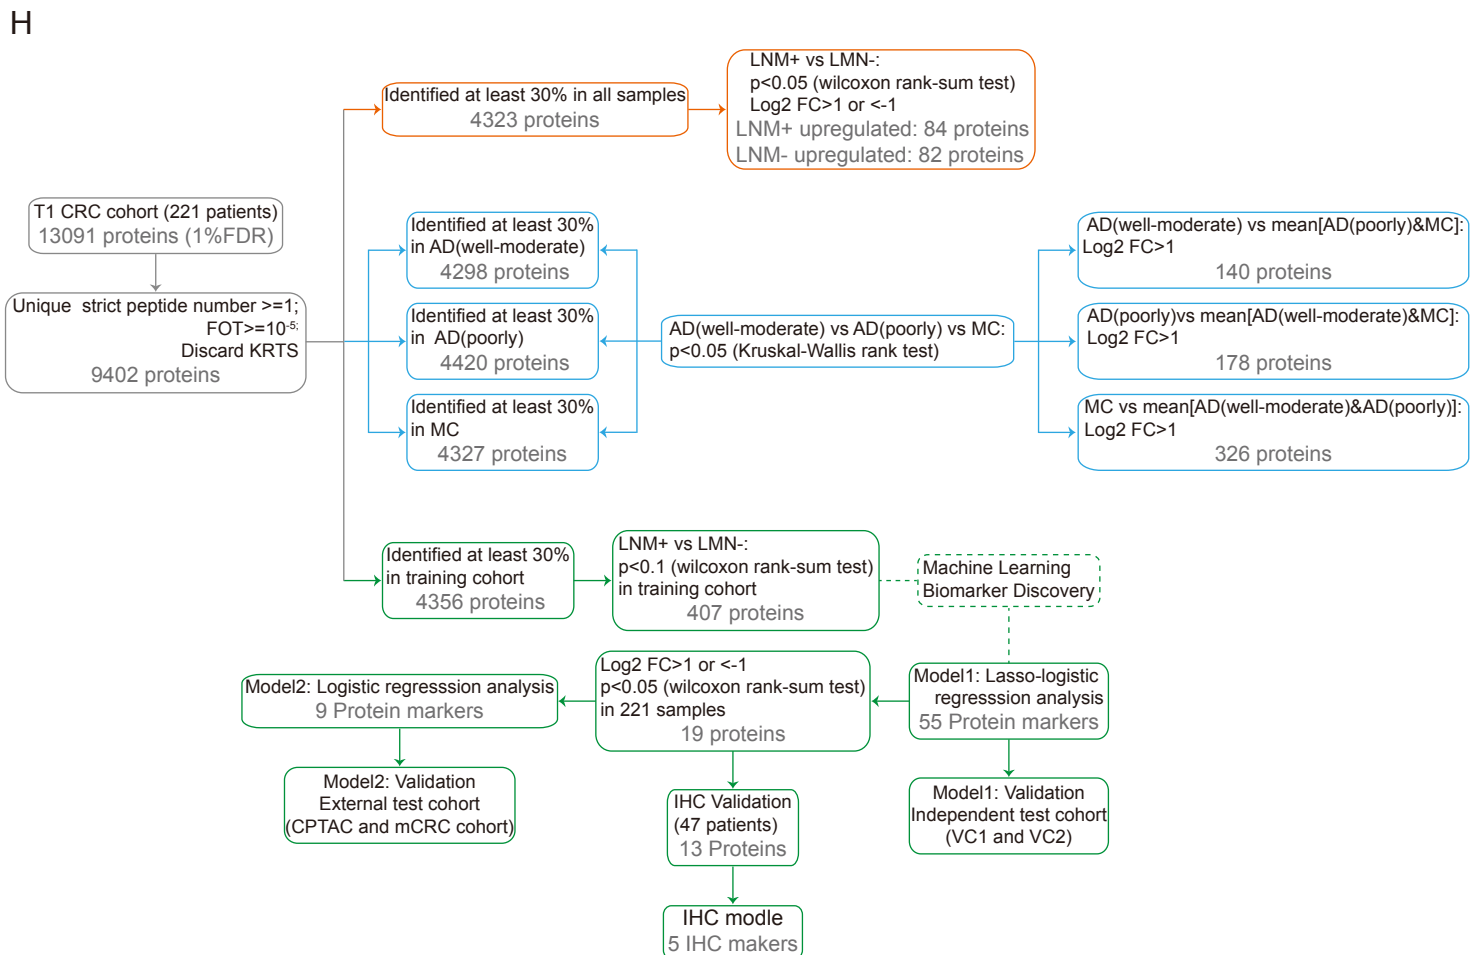 H
LNM+ vs LMN-:
p<0.05 (wilcoxon rank-sum test)
Log2 FC>1 or <-1
LNM+ upregulated: 84 proteins
LNM- upregulated: 82 proteins
Identified at least 30% in all samples
4323 proteins
T1 CRC cohort (221 patients)
13091 proteins (1%FDR)
Unique strict peptide number >=1;
FOT>=10-5;
Discard KRTS
9402 proteins
Identified at least 30%
in AD(well-moderate)
4298 proteins
Identified at least 30%
in AD(poorly)
4420 proteins
Identified at least 30%
in MC
4327 proteins
AD(well-moderate) vs AD(poorly) vs MC:
p<0.05 (Kruskal-Wallis rank test)
AD(well-moderate) vs mean[AD(poorly)&MC]:
Log2 FC>1
140 proteins
AD(poorly)vs mean[AD(well-moderate)&MC]:
Log2 FC>1
178 proteins
MC vs mean[AD(well-moderate)&AD(poorly)]:
Log2 FC>1
326 proteins
Identified at least 30%
in training cohort
4356 proteins
LNM+ vs LMN-:
p<0.1 (wilcoxon rank-sum test)
in training cohort
407 proteins
Machine Learning
Biomarker Discovery
Model1: Lasso-logistic
regresssion analysis
55 Protein markers
Log2 FC>1 or <-1
p<0.05 (wilcoxon rank-sum test)
in 221 samples
19 proteins
Model2: Logistic regresssion analysis
9 Protein markers
Model2: Validation
External test cohort
(CPTAC and mCRC cohort)
IHC Validation
(47 patients)
13 Proteins
Model1: Validation
Independent test cohort
(VC1 and VC2)
IHC modle
5 IHC makers